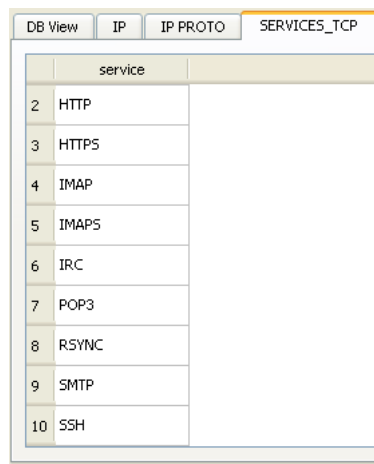 DB View IP IP PROTO SERVICES_TCP
service
2 HTTP
3 HTTPS
4 IMAP
5 IMAPS
6 IRC
7 POP3
8 RSYNC
9 SMTP
10 SSH